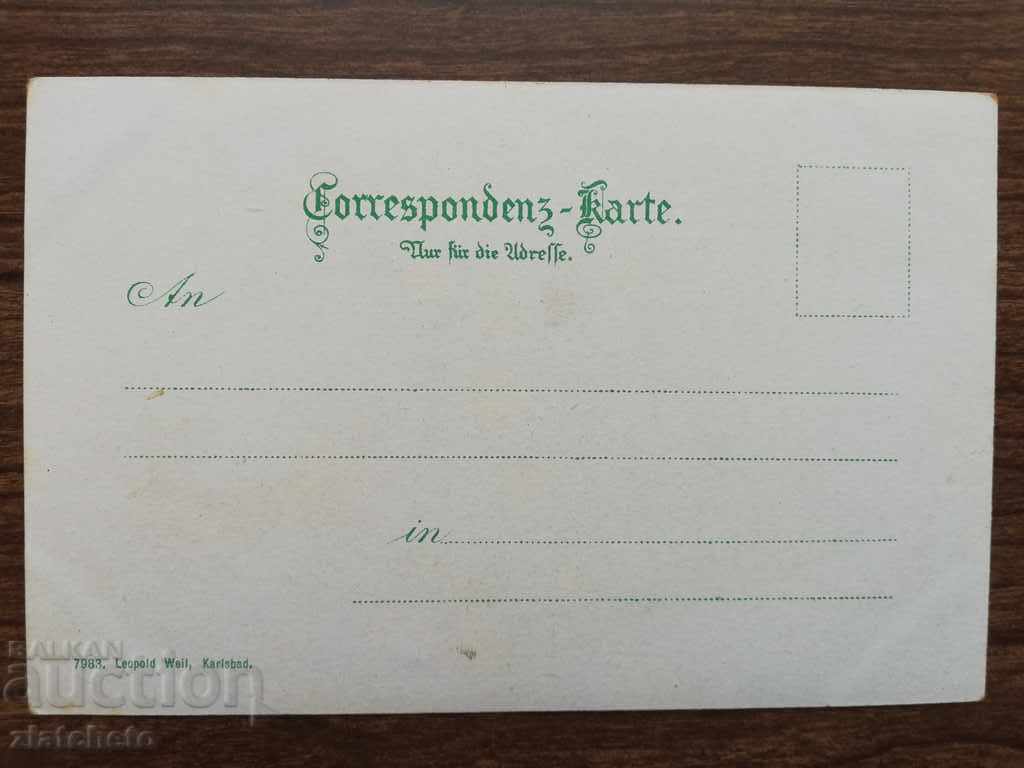 Correspondenz-Karte.
Nur für die Adresse.
An
in
7983. Leopold Weil, Karlsbad.
BALKAN
auction
zlatcheto